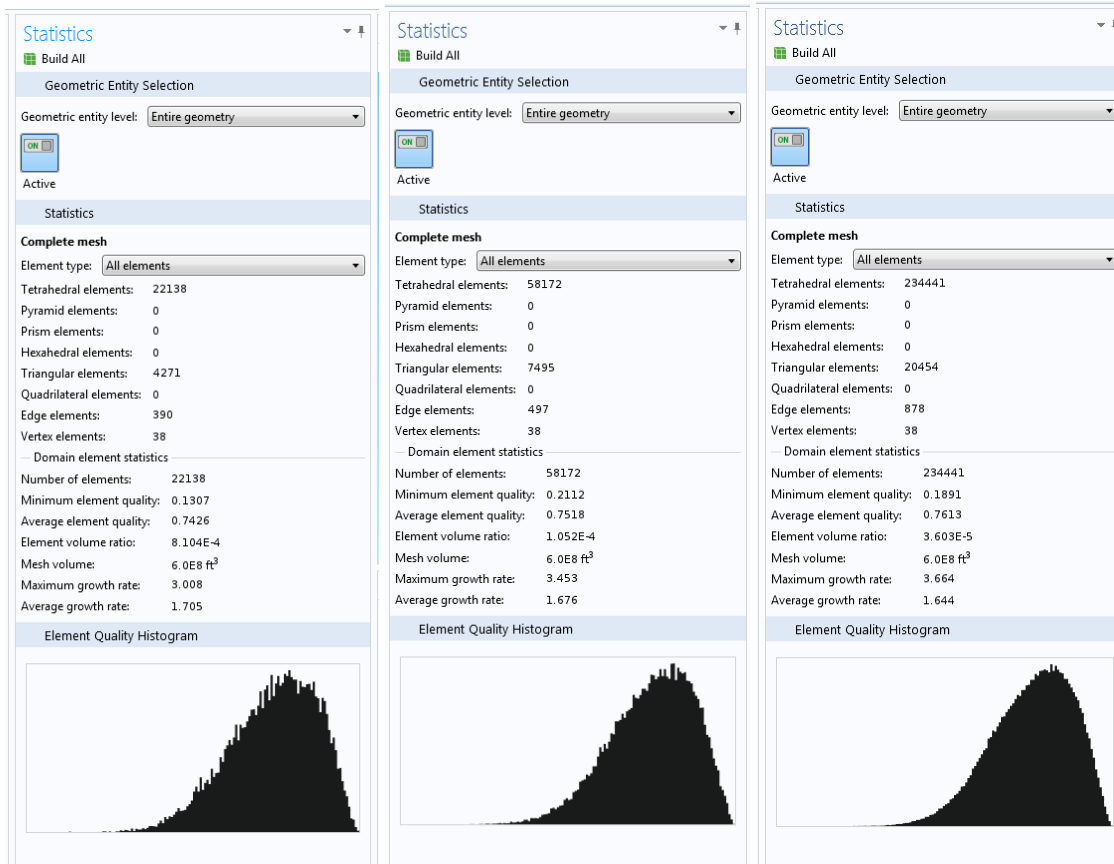 Statistics
Build All
Geometric Entity Selection
Geometric entity level: Entire geometry
ON
Active
Statistics
Complete mesh
Element type: All elements
Tetrahedral elements: 22138
Pyramid elements: 0
Prism elements: 0
Hexahedral elements: 0
Triangular elements: 4271
Quadrilateral elements: 0
Edge elements: 390
Vertex elements: 38
Domain element statistics
Number of elements: 22138
Minimum element quality: 0.1307
Average element quality: 0.7426
Element volume ratio: 8.104E-4
Mesh volume: 6.0E8 ft³
Maximum growth rate: 3.008
Average growth rate: 1.705
Element Quality Histogram
Statistics
Build All
Geometric Entity Selection
Geometric entity level: Entire geometry
ON
Active
Statistics
Complete mesh
Element type: All elements
Tetrahedral elements: 58172
Pyramid elements: 0
Prism elements: 0
Hexahedral elements: 0
Triangular elements: 7495
Quadrilateral elements: 0
Edge elements: 497
Vertex elements: 38
Domain element statistics
Number of elements: 58172
Minimum element quality: 0.2112
Average element quality: 0.7518
Element volume ratio: 1.052E-4
Mesh volume: 6.0E8 ft³
Maximum growth rate: 3.453
Average growth rate: 1.676
Element Quality Histogram
Statistics
Build All
Geometric Entity Selection
Geometric entity level: Entire geometry
ON
Active
Statistics
Complete mesh
Element type: All elements
Tetrahedral elements: 234441
Pyramid elements: 0
Prism elements: 0
Hexahedral elements: 0
Triangular elements: 20454
Quadrilateral elements: 0
Edge elements: 878
Vertex elements: 38
Domain element statistics
Number of elements: 234441
Minimum element quality: 0.1891
Average element quality: 0.7613
Element volume ratio: 3.603E-5
Mesh volume: 6.0E8 ft³
Maximum growth rate: 3.664
Average growth rate: 1.644
Element Quality Histogram